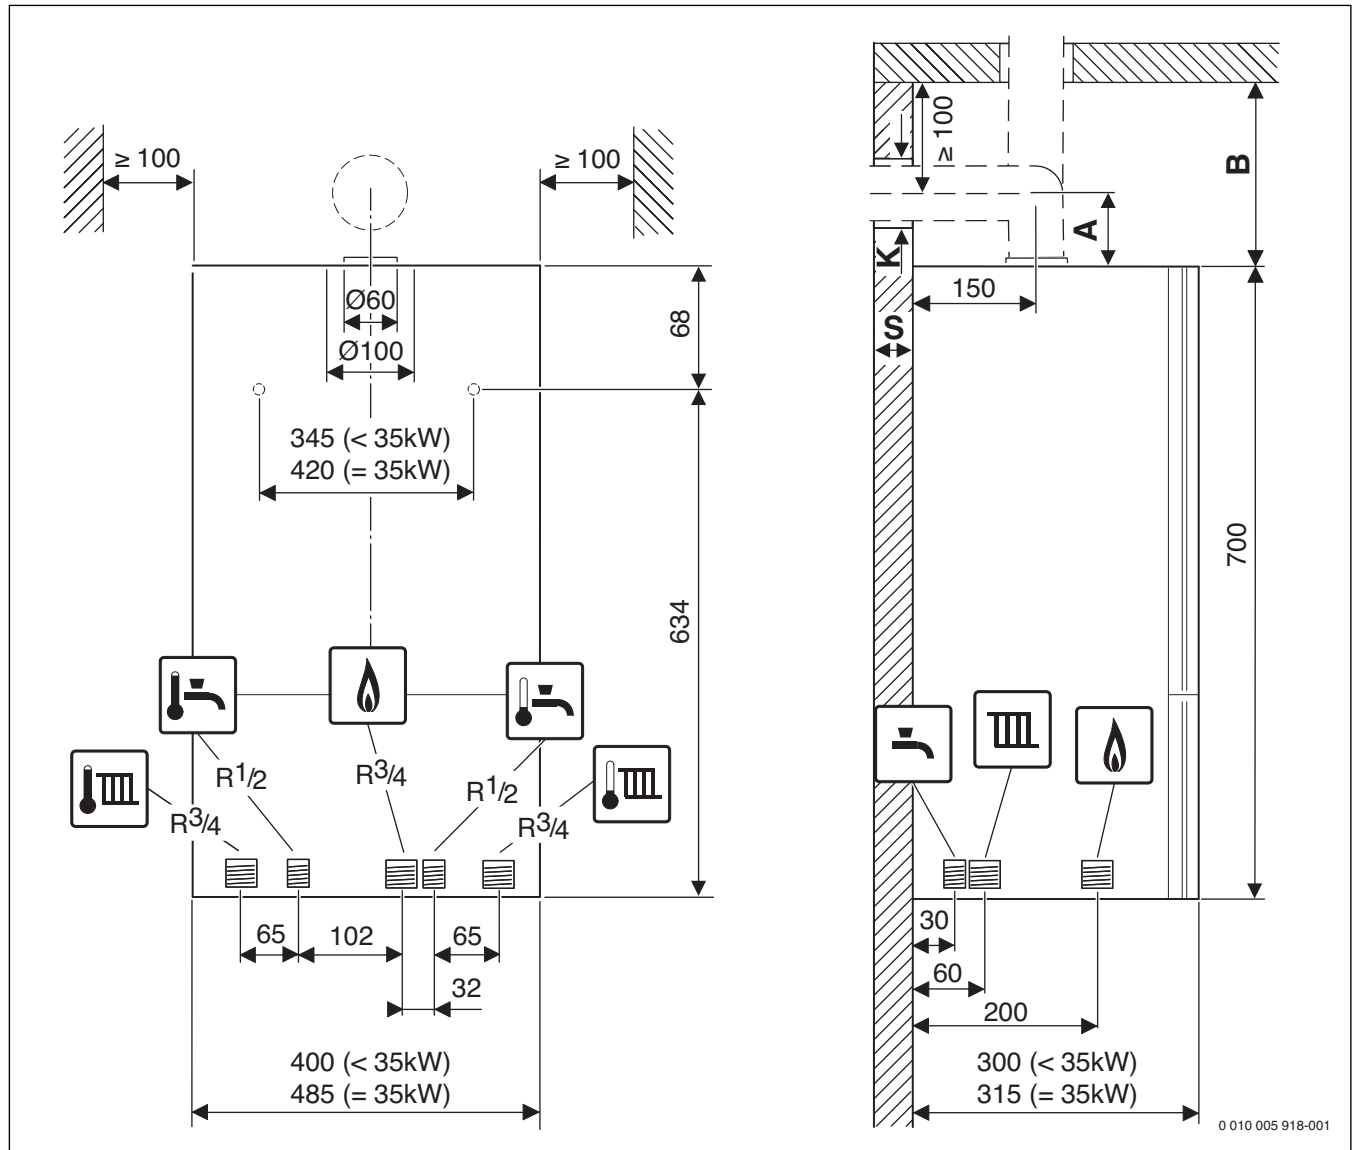 ≥ 100
≥ 100
Ø60
Ø100
68
345 (< 35kW)
420 (= 35kW)
634
R1/2
R3/4
R1/2
R3/4
R3/4
65
102
65
32
400 (< 35kW)
485 (= 35kW)
≥ 100
B
A
K
150
S
700
30
60
200
300 (< 35kW)
315 (= 35kW)
0 010 005 918-001